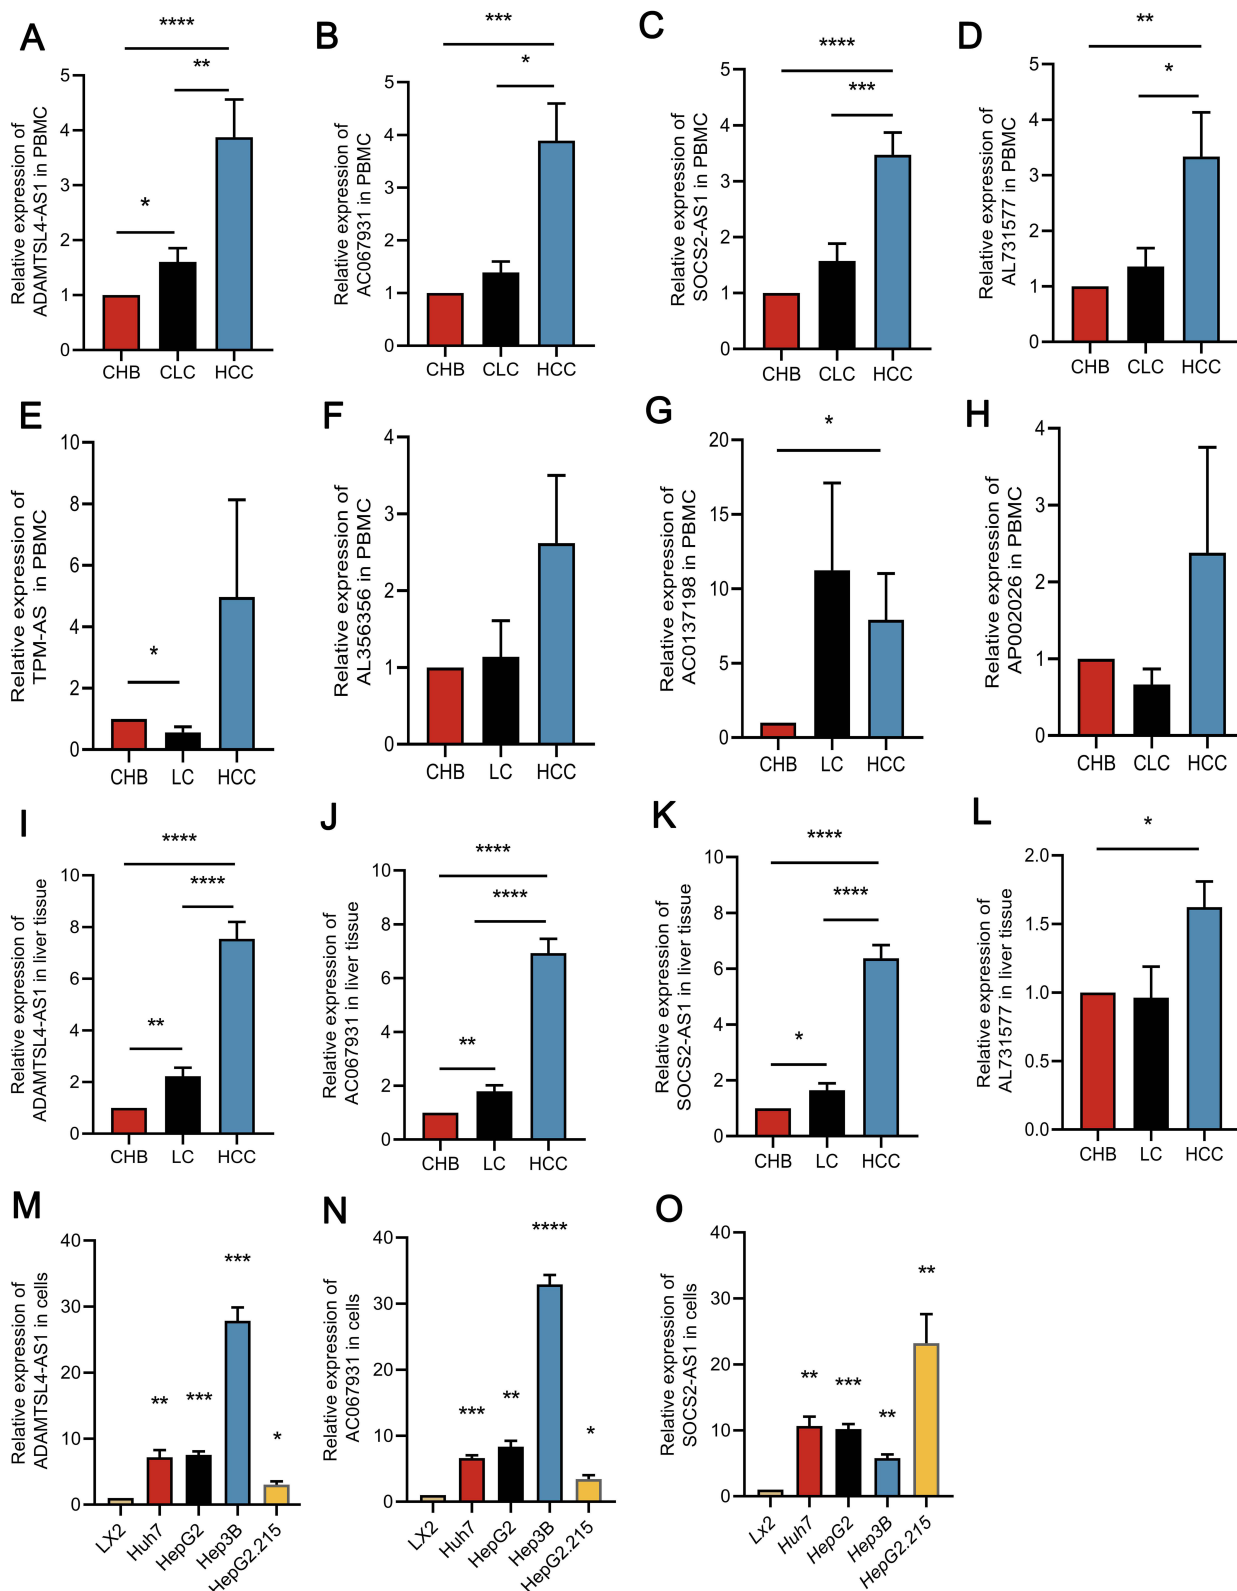 A
Relative expression of
ADAMTSL4-AS1 in PBMC
5
4
3
2
1
0
****
**
*
CHB CLC HCC
B
Relative expression of
AC067931 in PBMC
5
4
3
2
1
0
***
*
CHB CLC HCC
C
Relative expression of
SOCS2-AS1 in PBMC
5
4
3
2
1
0
****
***
CHB CLC HCC
D
Relative expression of
AL731577 in PBMC
5
4
3
2
1
0
**
*
CHB CLC HCC
E
Relative expression of
TPM-AS in PBMC
10
8
6
4
2
0
*
CHB LC HCC
F
Relative expression of
AL356356 in PBMC
4
3
2
1
0
CHB LC HCC
G
Relative expression of
AC0137198 in PBMC
20
15
10
5
0
*
CHB LC HCC
H
Relative expression of
AP002026 in PBMC
4
3
2
1
0
CHB CLC HCC
I
Relative expression of
ADAMTSL4-AS1 in liver tissue
10
8
6
4
2
0
****
****
**
CHB LC HCC
J
Relative expression of
AC067931 in liver tissue
10
8
6
4
2
0
****
****
**
CHB LC HCC
K
Relative expression of
SOCS2-AS1 in liver tissue
10
8
6
4
2
0
****
****
*
CHB LC HCC
L
Relative expression of
AL731577 in liver tissue
2.0
1.5
1.0
0.5
0.0
*
CHB LC HCC
M
Relative expression of
ADAMTSL4-AS1 in cells
40
30
20
10
0
** *** *** *
LX2 Huh7 HepG2 Hep3B HepG2.215
N
Relative expression of
AC067931 in cells
40
30
20
10
0
*** ** **** *
LX2 Huh7 HepG2 Hep3B HepG2.215
O
Relative expression of
SOCS2-AS1 in cells
40
30
20
10
0
** *** ** **
Lx2 Huh7 HepG2 Hep3B HepG2.215